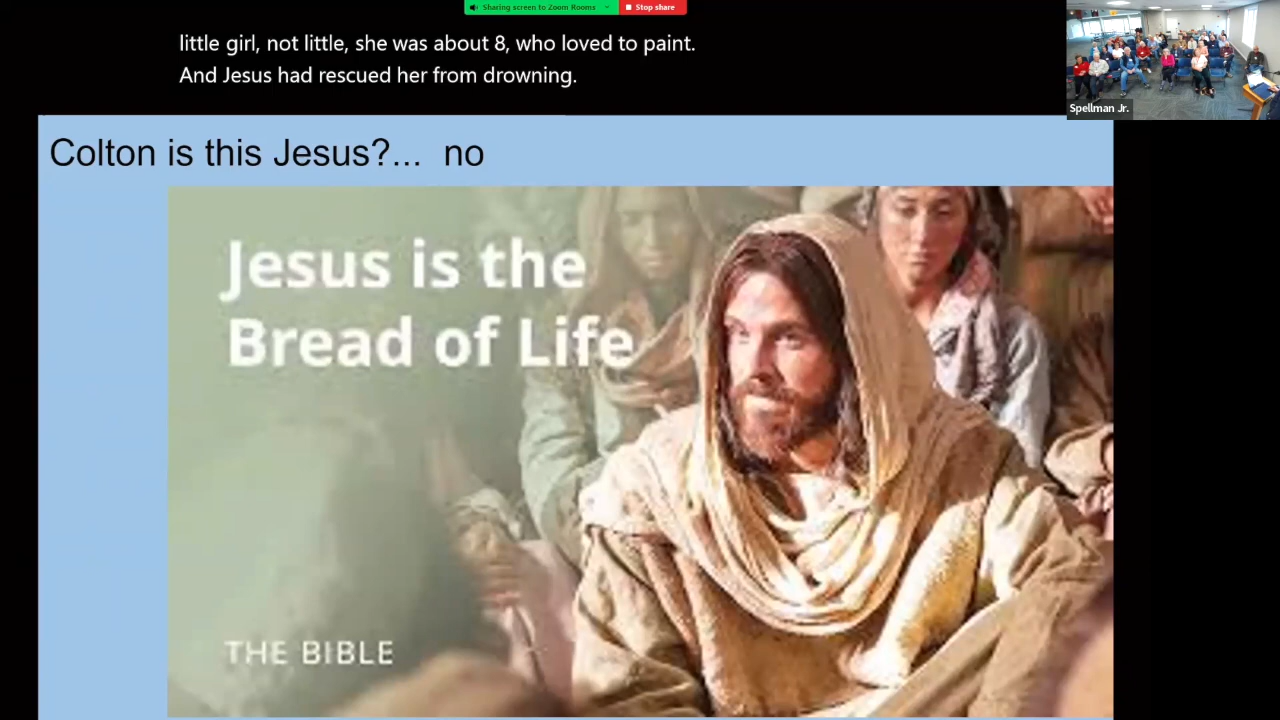 Sharing screen to Zoom Rooms
Stop share
little girl, not little, she was about 8, who loved to paint.
And Jesus had rescued her from drowning.
Spellman Jr.
Colton is this Jesus?...  no
Jesus is the
Bread of Life
THE BIBLE